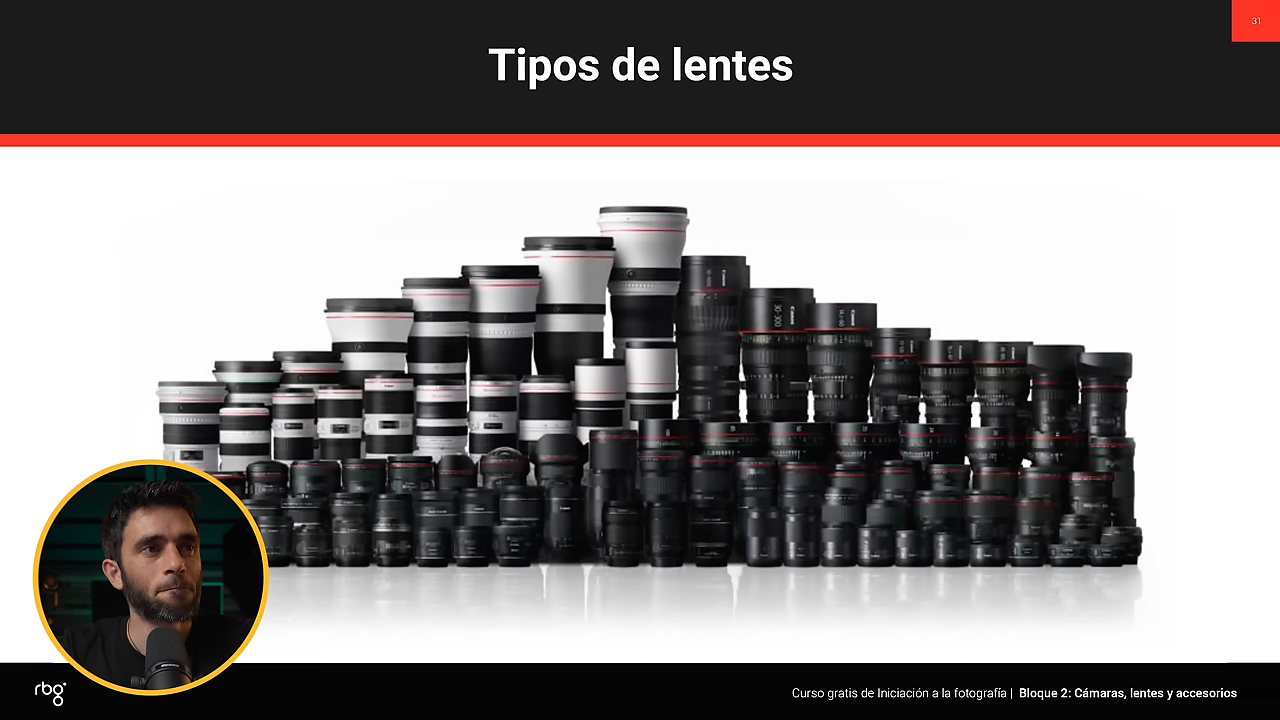 31
Tipos de lentes
rbg
Curso gratis de Iniciación a la fotografía | Bloque 2: Cámaras, lentes y accesorios